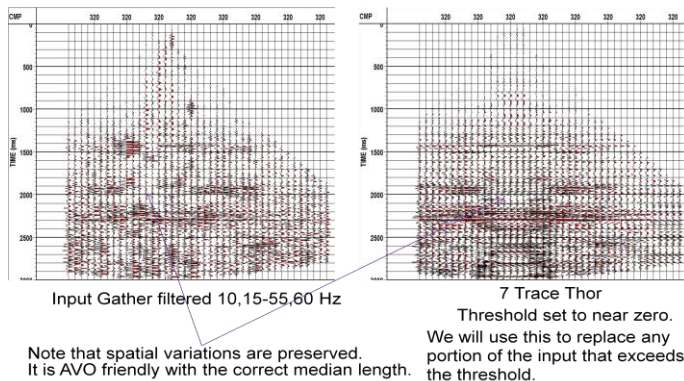 CMP 320 320 320 320 320 320 320 320
0
500
1000
1500
2000
2500
TIME (ms)
CMP 320 320 320 320 320 320 320 320
0
500
1000
1500
2000
2500
TIME (ms)
Input Gather filtered 10,15-55,60 Hz
7 Trace Thor
Threshold set to near zero.
We will use this to replace any
portion of the input that exceeds
the threshold.
Note that spatial variations are preserved.
It is AVO friendly with the correct median length.